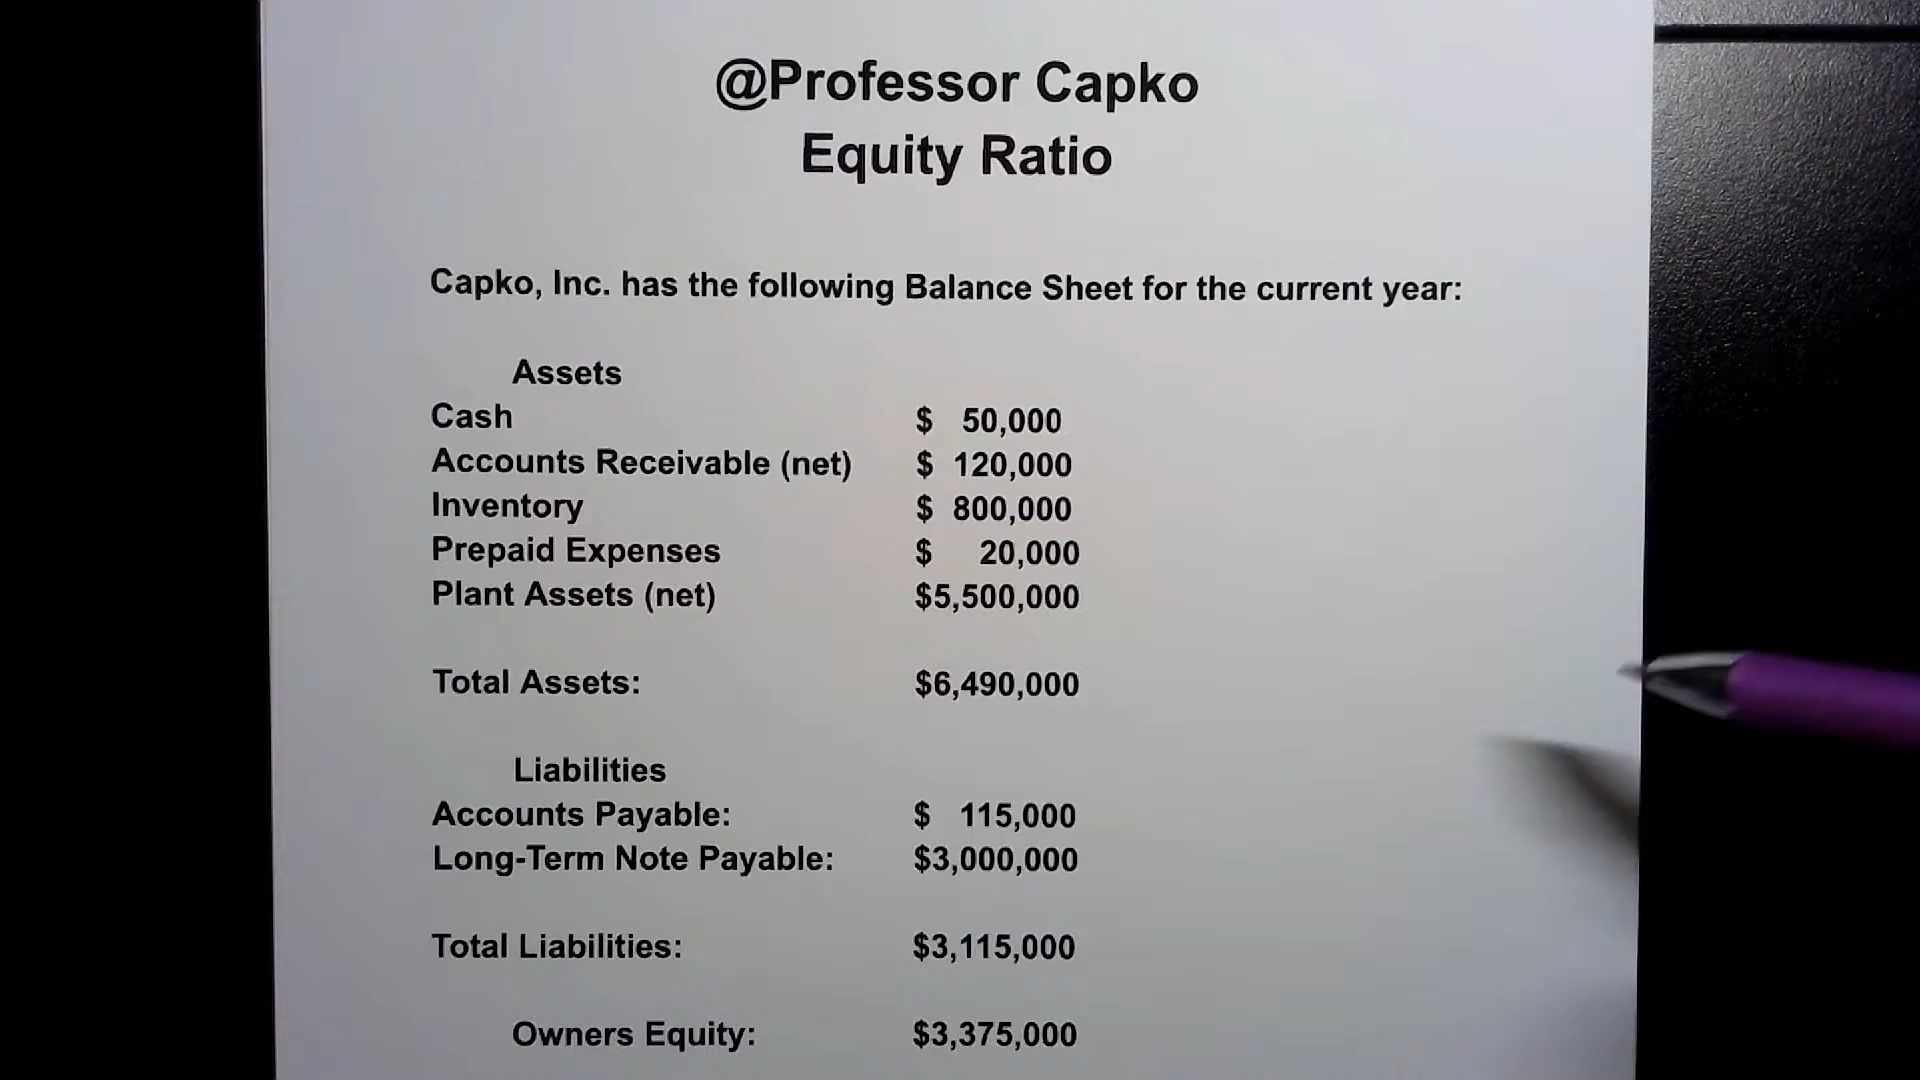 @Professor Capko
Equity Ratio
Capko, Inc. has the following Balance Sheet for the current year:
Assets
Cash $ 50,000
Accounts Receivable (net) $ 120,000
Inventory $ 800,000
Prepaid Expenses $ 20,000
Plant Assets (net) $5,500,000
Total Assets: $6,490,000
Liabilities
Accounts Payable: $ 115,000
Long-Term Note Payable: $3,000,000
Total Liabilities: $3,115,000
Owners Equity: $3,375,000